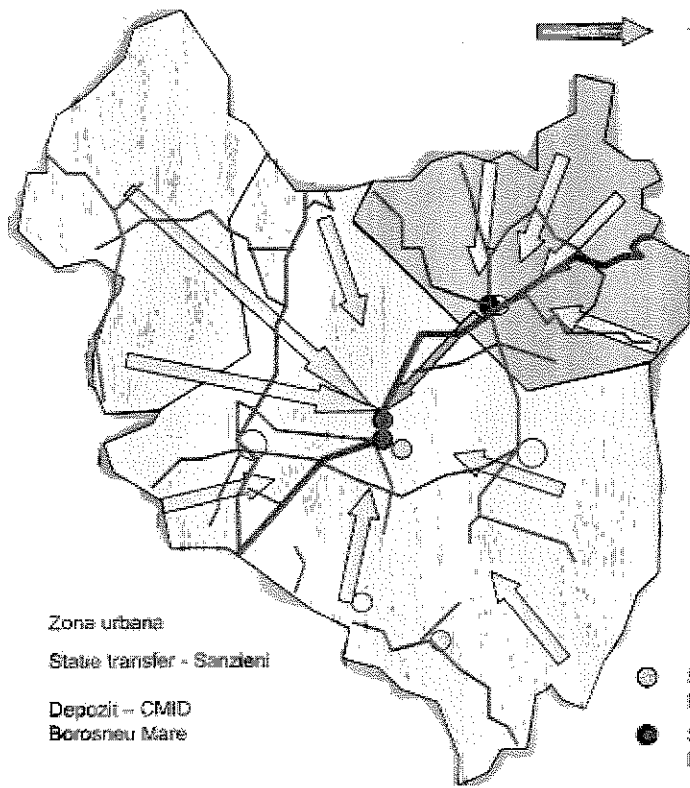 Zona urbana
Statie transfer - Sanzieni
Depozit – CMID
Borosneu Mare